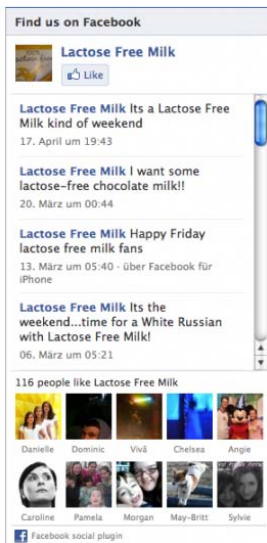 Find us on Facebook
Lactose Free Milk
Like
Lactose Free Milk Its a Lactose Free
Milk kind of weekend
17. April um 19:43
Lactose Free Milk I want some
lactose-free chocolate milk!!
20. März um 00:44
Lactose Free Milk Happy Friday
lactose free milk fans
13. März um 05:40 · über Facebook für
iPhone
Lactose Free Milk Its the
weekend...time for a White Russian
with Lactose Free Milk!
06. März um 05:21
116 people like Lactose Free Milk
Danielle Dominic Vivã Chelsea Angie
Caroline Pamela Morgan May-Britt Sylvie
Facebook social plugin